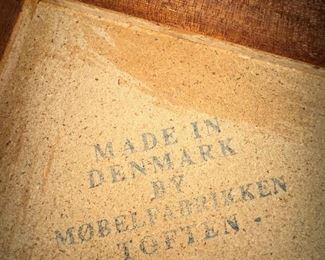 MADE IN
DENMARK
BY
MØBELFABRIKKEN
TOFTEN -